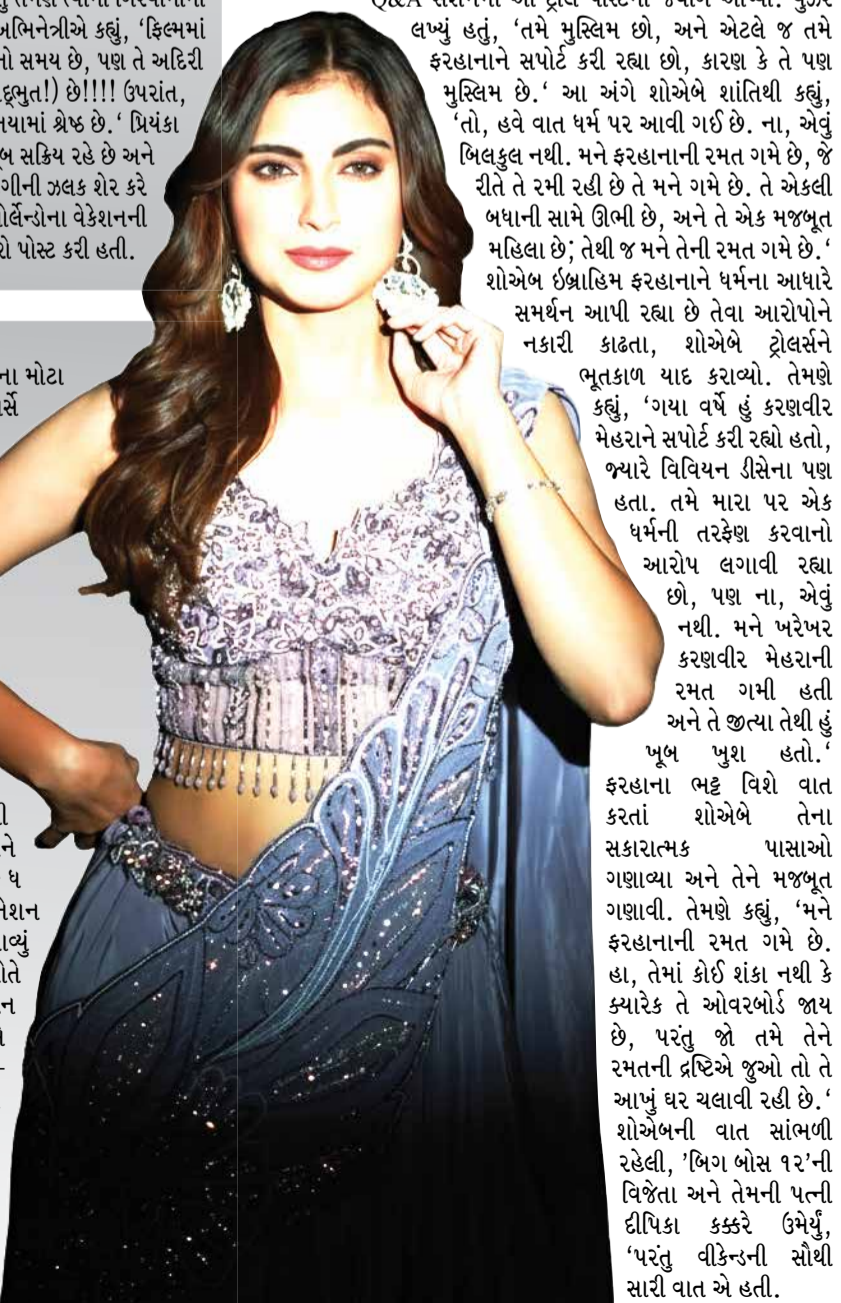 અભિનેત્રીએ કહ્યું, ‘ફિલ્મમાં
નો સમય છે, પણ તે અદિરી
દ્ભુત!) છે!!!! ઉપરાંત,
નયામાં શ્રેષ્ઠ છે.‘ પ્રિયંકા
બ સક્રિય રહે છે અને
ગીની ઝલક શેર કરે
ોર્લેન્ડોના વેકેશનની
રો પોસ્ટ કરી હતી.
ના મોટા
ર્સે
ી
ને
ધ
નેશન
ાવ્યું
ોતે
ન
લખ્યું હતું, ‘તમે મુસ્લિમ છો, અને એટલે જ તમે
ફરહાનાને સપોર્ટ કરી રહ્યા છો, કારણ કે તે પણ
મુસ્લિમ છે.‘ આ અંગે શોએબે શાંતિથી કહ્યું,
‘તો, હવે વાત ધર્મ પર આવી ગઈ છે. ના, એવું
બિલકુલ નથી. મને ફરહાનાની રમત ગમે છે, જે
રીતે તે રમી રહી છે તે મને ગમે છે. તે એકલી
બધાની સામે ઊભી છે, અને તે એક મજબૂત
મહિલા છે; તેથી જ મને તેની રમત ગમે છે.‘
શોએબ ઇબ્રાહિમ ફરહાનાને ધર્મના આધારે
સમર્થન આપી રહ્યા છે તેવા આરોપોને
નકારી કાઢતા, શોએબે ટ્રોલર્સને
ભૂતકાળ યાદ કરાવ્યો. તેમણે
કહ્યું, ‘ગયા વર્ષે હું કરણવીર
મેહરાને સપોર્ટ કરી રહ્યો હતો,
જ્યારે વિવિયન ડીસેના પણ
હતા. તમે મારા પર એક
ધર્મની તરફેણ કરવાનો
આરોપ લગાવી રહ્યા
છો, પણ ના, એવું
નથી. મને ખરેખર
કરણવીર મેહરાની
રમત ગમી હતી
અને તે જીત્યા તેથી હું
ખૂબ ખુશ હતો.‘
ફરહાના ભટ્ટ વિશે વાત
કરતાં શોએબે તેના
સકારાત્મક પાસાઓ
ગણાવ્યા અને તેને મજબૂત
ગણાવી. તેમણે કહ્યું, ‘મને
ફરહાનાની રમત ગમે છે.
હા, તેમાં કોઈ શંકા નથી કે
ક્યારેક તે ઓવરબોર્ડ જાય
છે, પરંતુ જો તમે તેને
રમતની દ્રષ્ટિએ જુઓ તો તે
આખું ઘર ચલાવી રહી છે.‘
શોએબની વાત સાંભળી
રહેલી, ’બિગ બોસ ૧૨’ની
વિજેતા અને તેમની પત્ની
દીપિકા કક્કરે ઉમેર્યું,
‘પરંતુ વીકેન્ડની સૌથી
સારી વાત એ હતી.